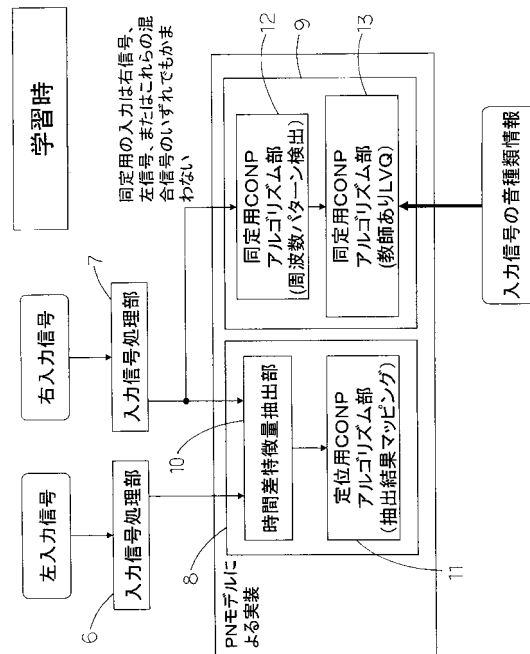 学習時
左入力信号
右入力信号
6
入力信号処理部
7
入力信号処理部
同定用の入力は右信号、
左信号、またはこれらの混
合信号のいずれでもかま
わない
PNモデルに
よる実装
8
10
時間差特徴量抽出部
定位用CONP
アルゴリズム部
(抽出結果マッピング)
11
12
9
同定用CONP
アルゴリズム部
(周波数パターン検出)
13
同定用CONP
アルゴリズム部
(教師ありLVQ)
入力信号の音種類情報